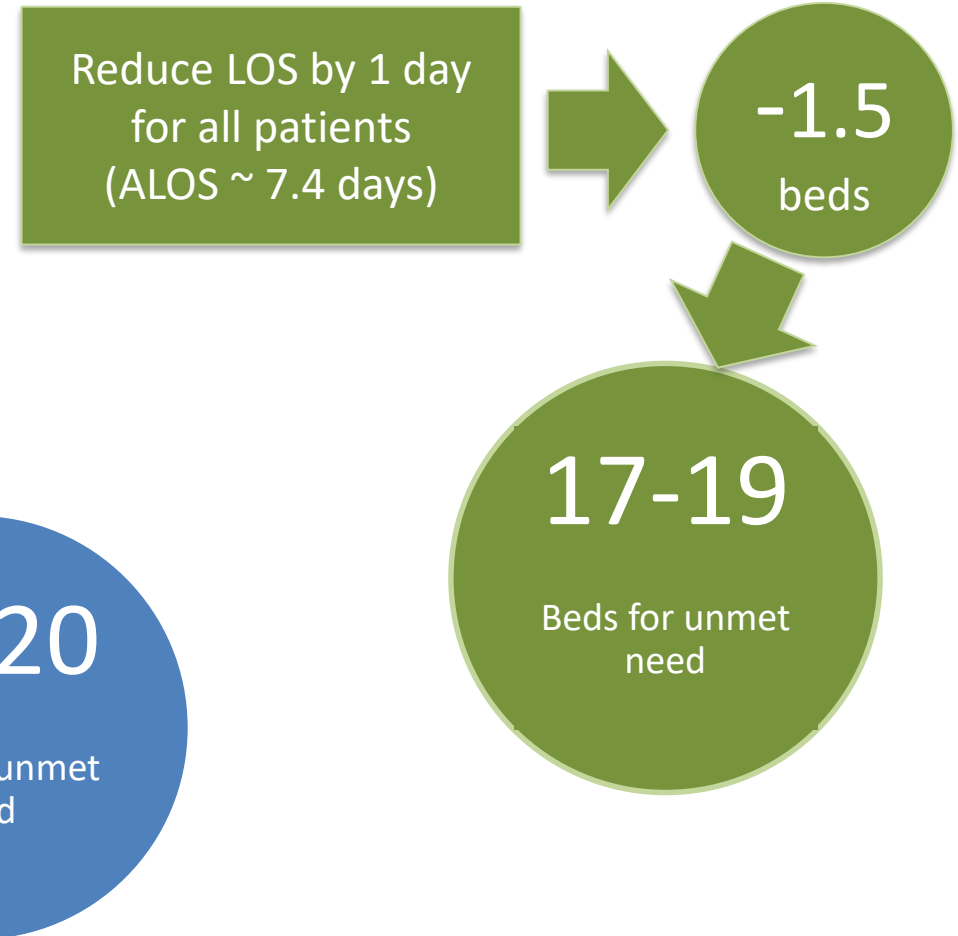 Reduce LOS by 1 day
for all patients
(ALOS ~ 7.4 days)
-1.5
beds
17-19
Beds for unmet
need
20
unmet
d